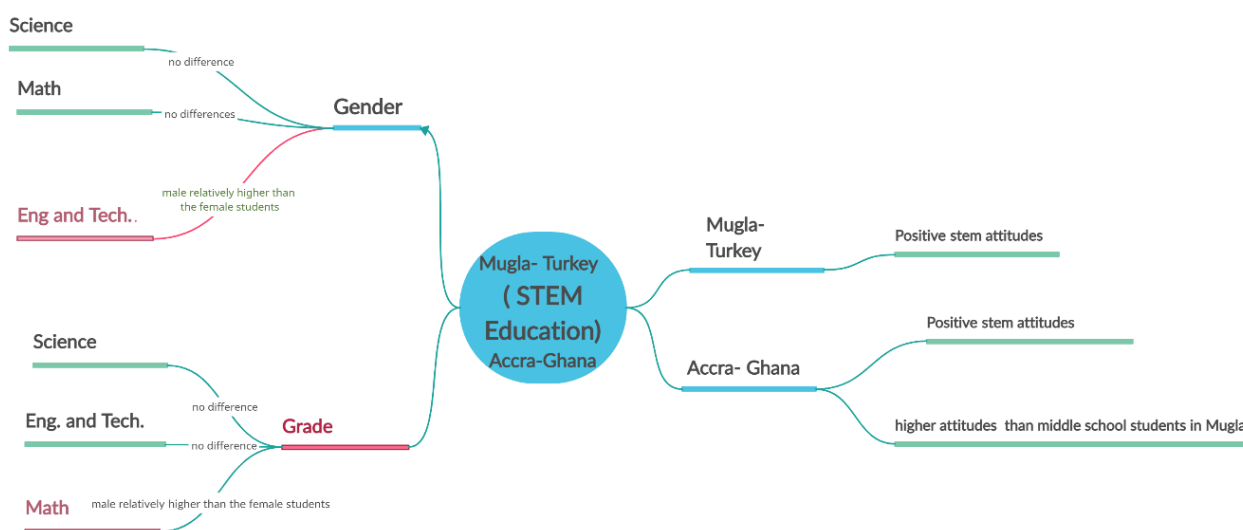 Science
no difference
Math
no differences
Gender
male relatively higher than
the female students
Eng and Tech. .
Mugla- Turkey
( STEM
Education)
Accra-Ghana
Mugla-
Turkey
Positive stem attitudes
Accra- Ghana
Positive stem attitudes
higher attitudes than middle school students in Mugla
Science
no difference
Eng. and Tech.
no difference
Grade
Math
male relatively higher than the female students